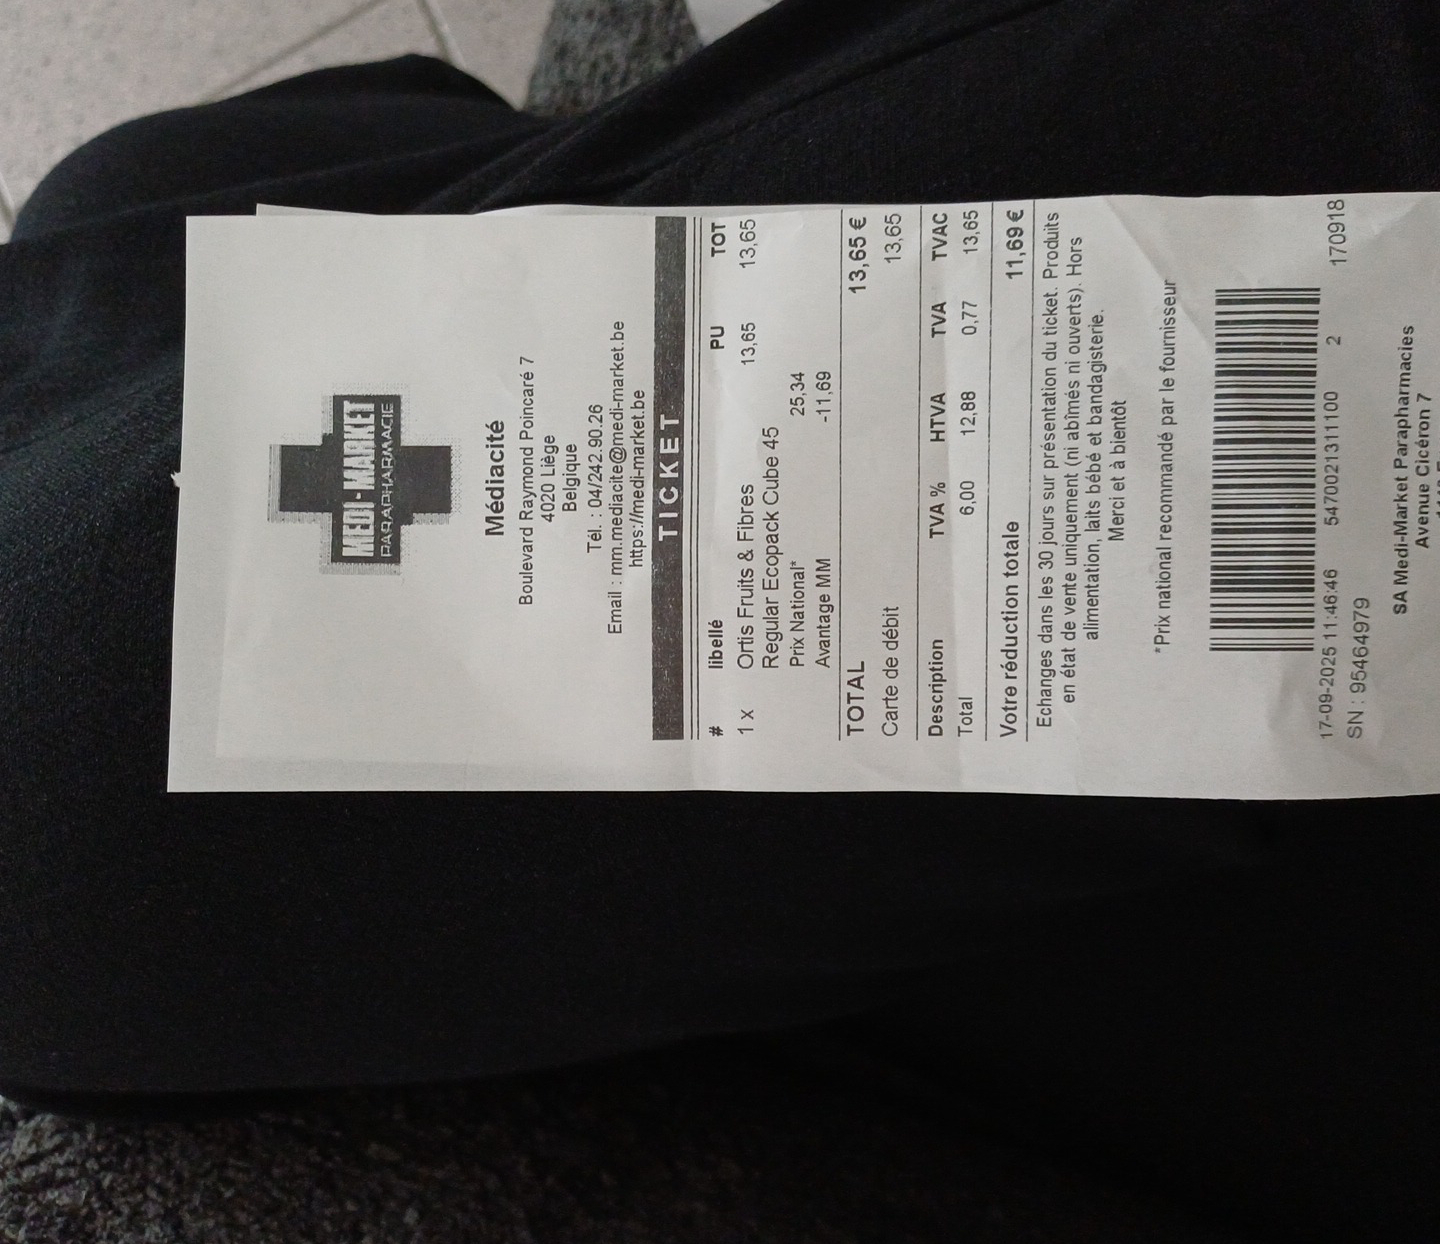 MEDI-MARKET
PARAPHARMACIE
Médiacité
Boulevard Raymond Poincaré 7
4020 Liège
Belgique
Tél. : 04/242.90.26
Email : mm.mediacite@medi-market.be
https://medi-market.be
TICKET
# libellé PU TOT
1 x Ortis Fruits & Fibres 13,65 13,65
Regular Ecopack Cube 45
Prix National* 25,34
Avantage MM -11,69
TOTAL 13,65 €
Carte de débit 13,65
Description TVA % HTVA TVA TVAC
Total 6,00 12,88 0,77 13,65
Votre réduction totale 11,69 €
Echanges dans les 30 jours sur présentation du ticket. Produits
en état de vente uniquement (ni abîmés ni ouverts). Hors
alimentation, laits bébé et bandagisterie.
Merci et à bientôt
*Prix national recommandé par le fournisseur
17-09-2025 11:46:46 5470021311100 2 170918
SN : 95464979
SA Medi-Market Parapharmacies
Avenue Cicéron 7